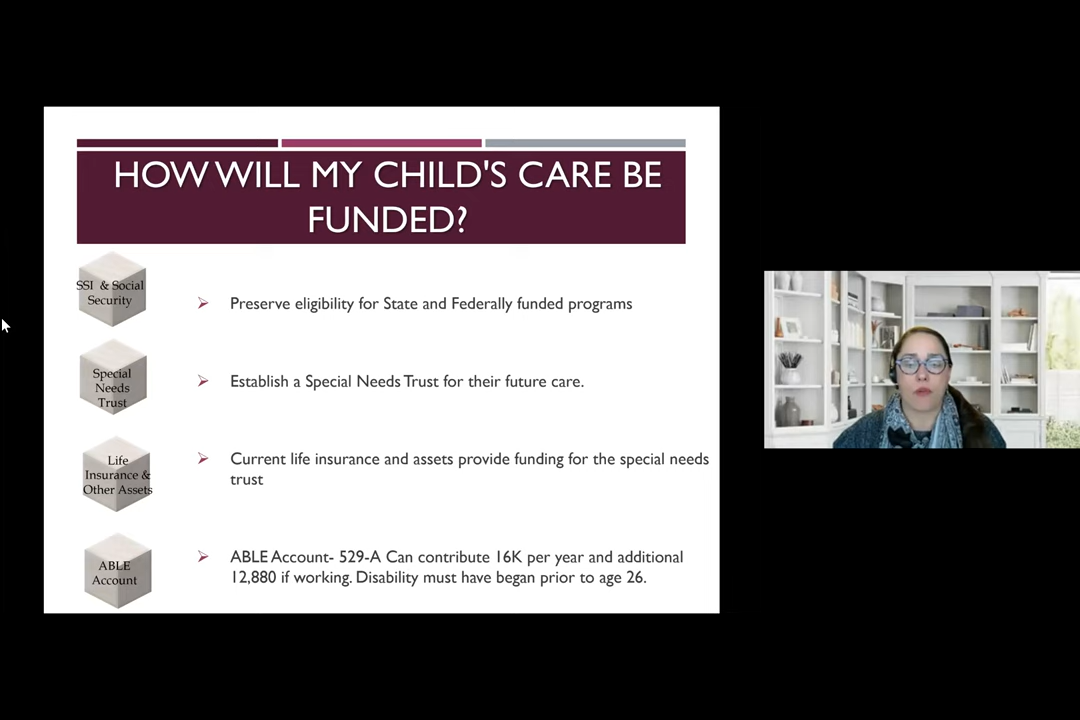 HOW WILL MY CHILD'S CARE BE
FUNDED?
SSI & Social
Security
Preserve eligibility for State and Federally funded programs
Special
Needs
Trust
Establish a Special Needs Trust for their future care.
Life
Insurance &
Other Assets
Current life insurance and assets provide funding for the special needs
trust
ABLE
Account
ABLE Account- 529-A Can contribute 16K per year and additional
12,880 if working. Disability must have began prior to age 26.